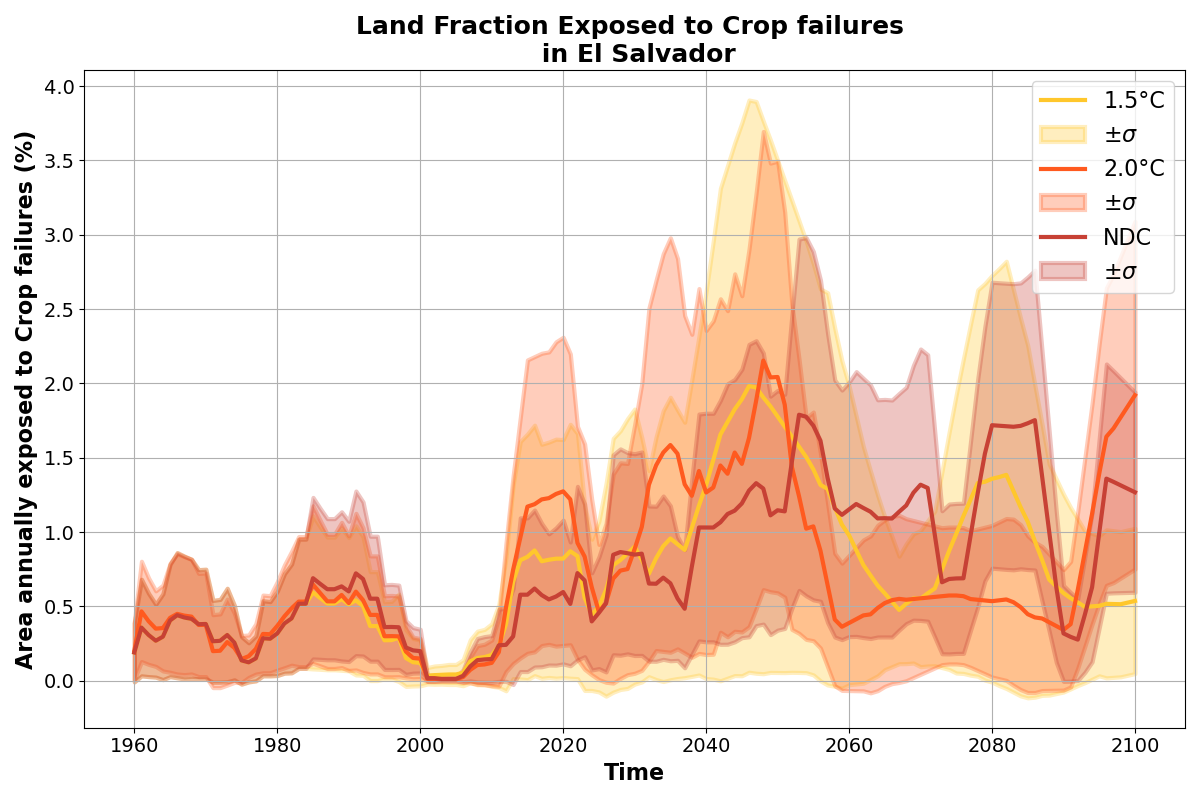 Land Fraction Exposed to Crop failures
in El Salvador
Area annually exposed to Crop failures (%)
4.0
3.5
3.0
2.5
2.0
1.5
1.0
0.5
0.0
1.5°C
±σ
2.0°C
±σ
NDC
±σ
1960 1980 2000 2020 2040 2060 2080 2100
Time